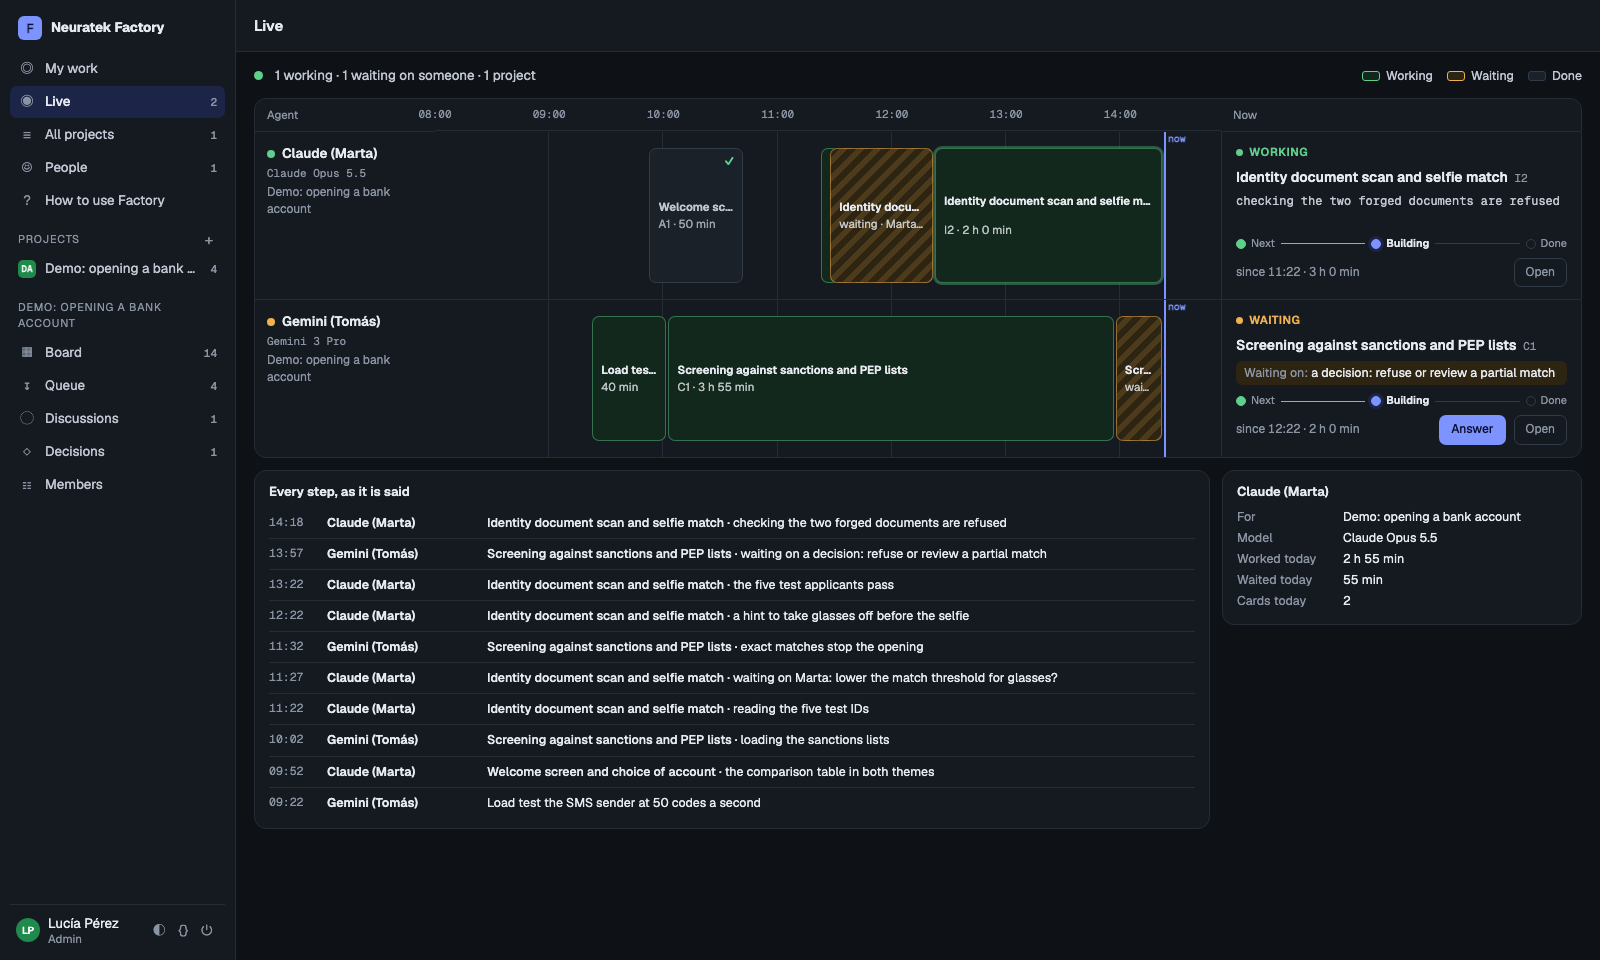 F Neuratek Factory
My work
Live 2
All projects 1
People 1
? How to use Factory
PROJECTS +
DA Demo: opening a bank ... 4
DEMO: OPENING A BANK
ACCOUNT
Board 14
Queue 4
Discussions 1
Decisions 1
Members
LP Lucía Pérez
Admin
{}
Live
1 working · 1 waiting on someone · 1 project
Working Waiting Done
Agent 08:00 09:00 10:00 11:00 12:00 13:00 14:00 Now
Claude (Marta)
Claude Opus 5.5
Demo: opening a bank
account
Welcome sc...
A1 · 50 min
Identity docu...
waiting · Marta...
Identity document scan and selfie m...
I2 · 2 h 0 min
now
WORKING
Identity document scan and selfie match I2
checking the two forged documents are refused
Next Building Done
since 11:22 · 3 h 0 min Open
Gemini (Tomás)
Gemini 3 Pro
Demo: opening a bank
account
Load tes...
40 min
Screening against sanctions and PEP lists
C1 · 3 h 55 min
Scr...
wai...
now
WAITING
Screening against sanctions and PEP lists C1
Waiting on: a decision: refuse or review a partial match
Next Building Done
since 12:22 · 2 h 0 min Answer Open
Every step, as it is said
14:18 Claude (Marta) Identity document scan and selfie match · checking the two forged documents are refused
13:57 Gemini (Tomás) Screening against sanctions and PEP lists · waiting on a decision: refuse or review a partial match
13:22 Claude (Marta) Identity document scan and selfie match · the five test applicants pass
12:22 Claude (Marta) Identity document scan and selfie match · a hint to take glasses off before the selfie
11:32 Gemini (Tomás) Screening against sanctions and PEP lists · exact matches stop the opening
11:27 Claude (Marta) Identity document scan and selfie match · waiting on Marta: lower the match threshold for glasses?
11:22 Claude (Marta) Identity document scan and selfie match · reading the five test IDs
10:02 Gemini (Tomás) Screening against sanctions and PEP lists · loading the sanctions lists
09:52 Claude (Marta) Welcome screen and choice of account · the comparison table in both themes
09:22 Gemini (Tomás) Load test the SMS sender at 50 codes a second
Claude (Marta)
For Demo: opening a bank account
Model Claude Opus 5.5
Worked today 2 h 55 min
Waited today 55 min
Cards today 2